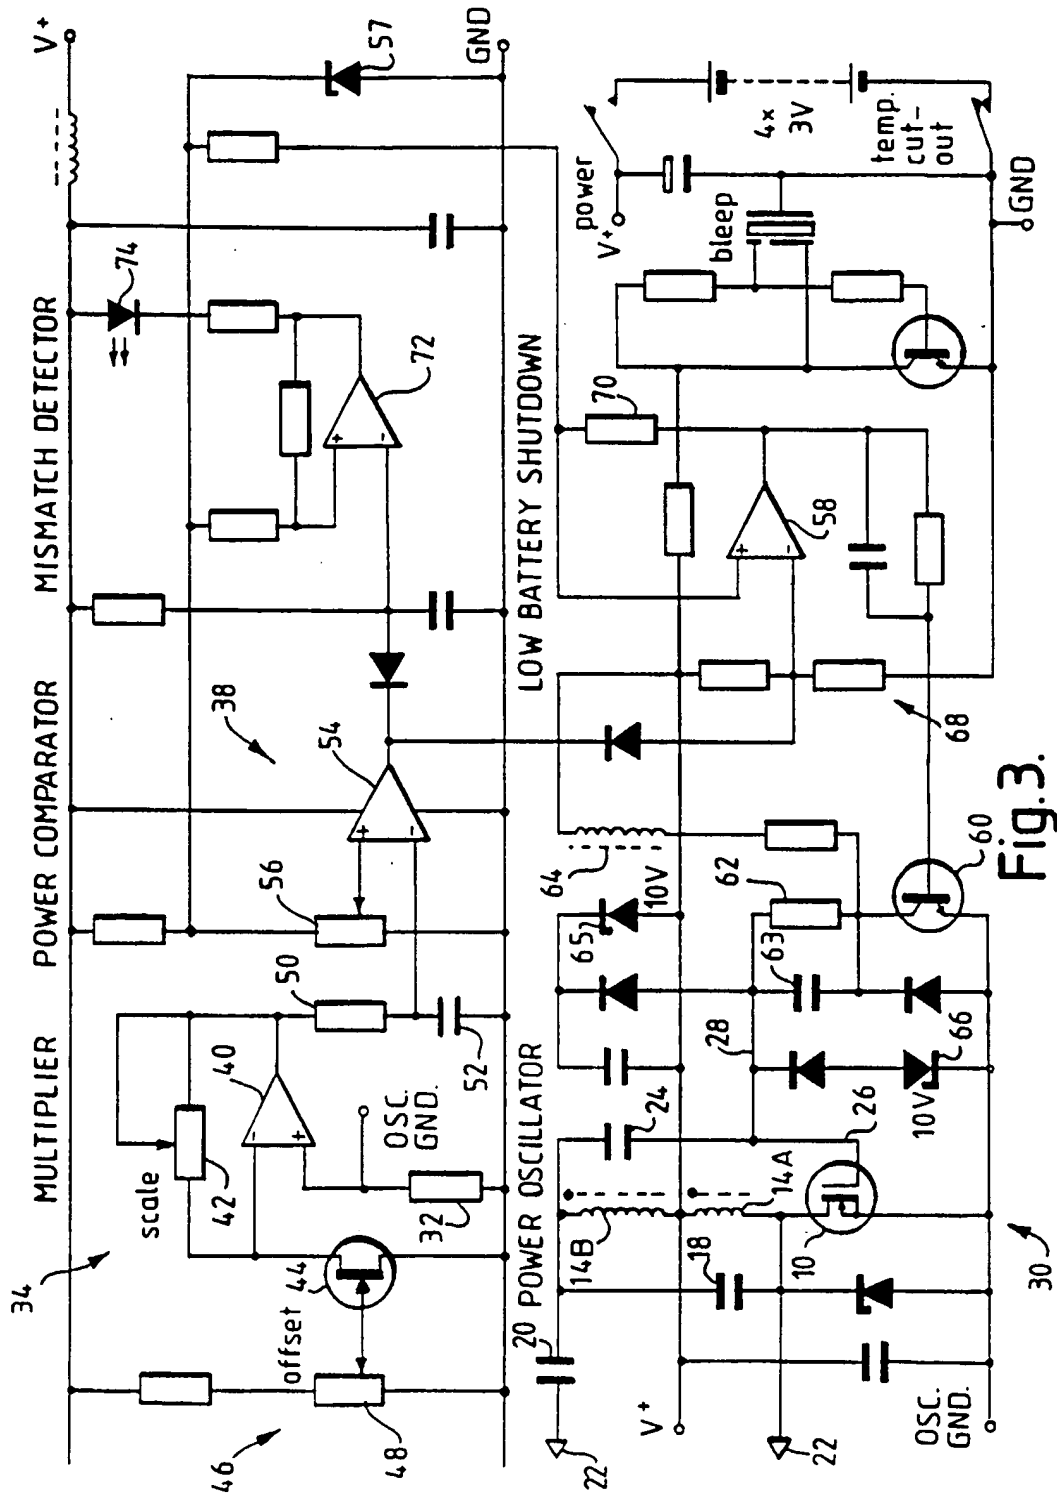 MULTIPLIER
POWER COMPARATOR
MISMATCH DETECTOR
V+
34
scale
42
40
50
56
54
38
74
72
57
offset
44
46
48
32
OSC.
GND.
52
GND
POWER OSCILLATOR
LOW BATTERY SHUTDOWN
20
22
14B
14A
18
24
28
26
10
10V
66
65
64
10V
63
62
60
68
58
70
bleep
power
V+
4x
3V
temp.
cut-
out
GND
V+
22
OSC.
GND.
30
Fig.3.